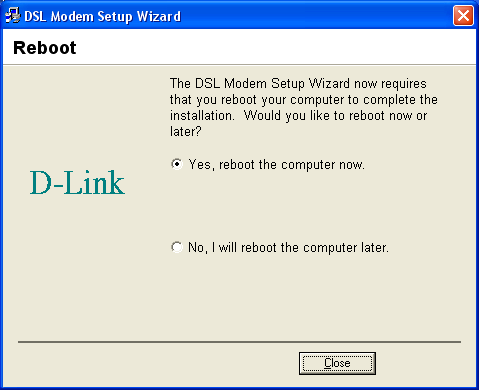 DSL Modem Setup Wizard
Reboot
The DSL Modem Setup Wizard now requires
that you reboot your computer to complete the
installation.  Would you like to reboot now or
later?
Yes, reboot the computer now.
D-Link
No, I will reboot the computer later.
Close